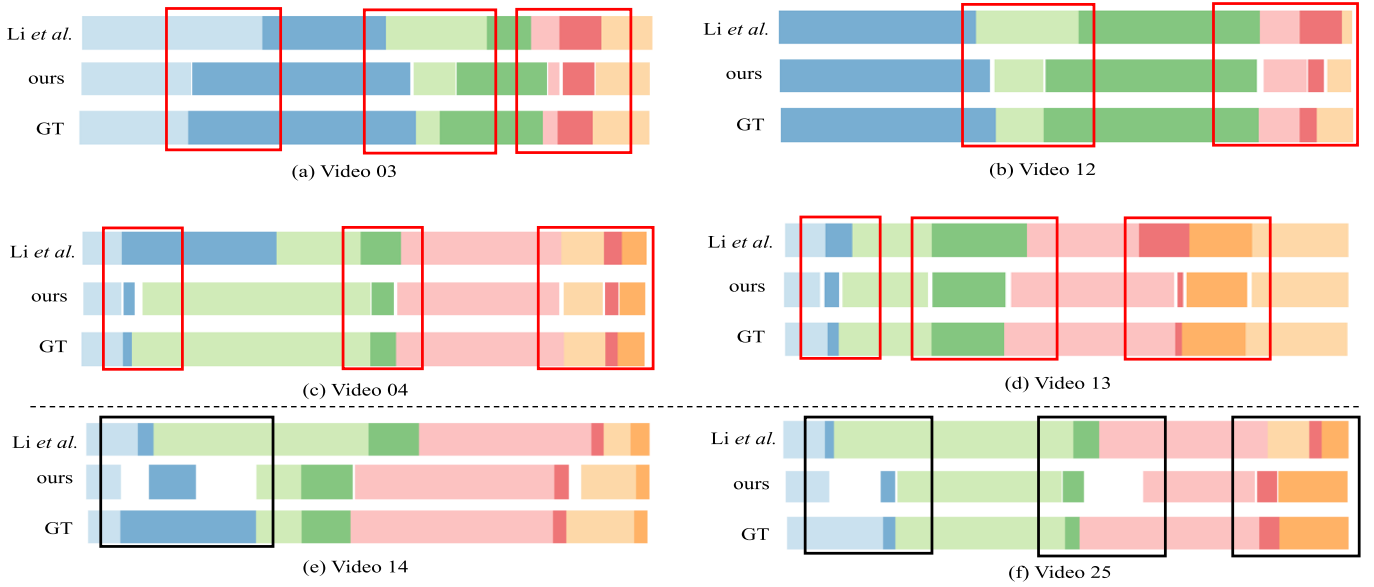 Li et al.
ours
GT
(a) Video 03
Li et al.
ours
GT
(b) Video 12
Li et al.
ours
GT
(c) Video 04
Li et al.
ours
GT
(d) Video 13
Li et al.
ours
GT
(e) Video 14
Li et al.
ours
GT
(f) Video 25